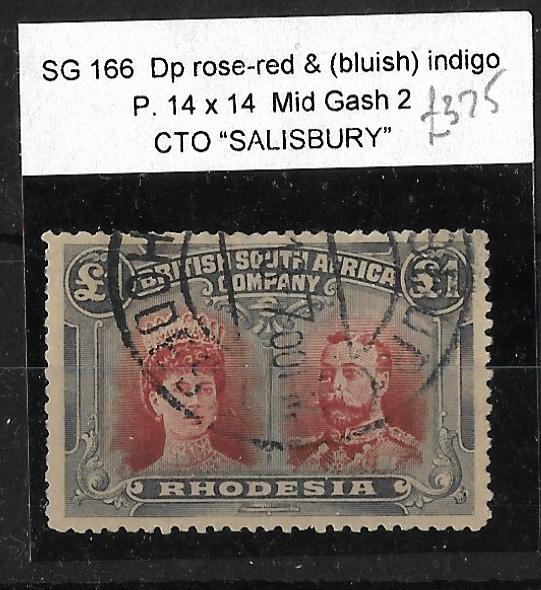 SG 166 Dp rose-red & (bluish) indigo
P. 14 x 14 Mid Gash 2 £375
CTO “SALISBURY”
BRITISH SOUTH AFRICA
£1 COMPANY £1
RHODESIA